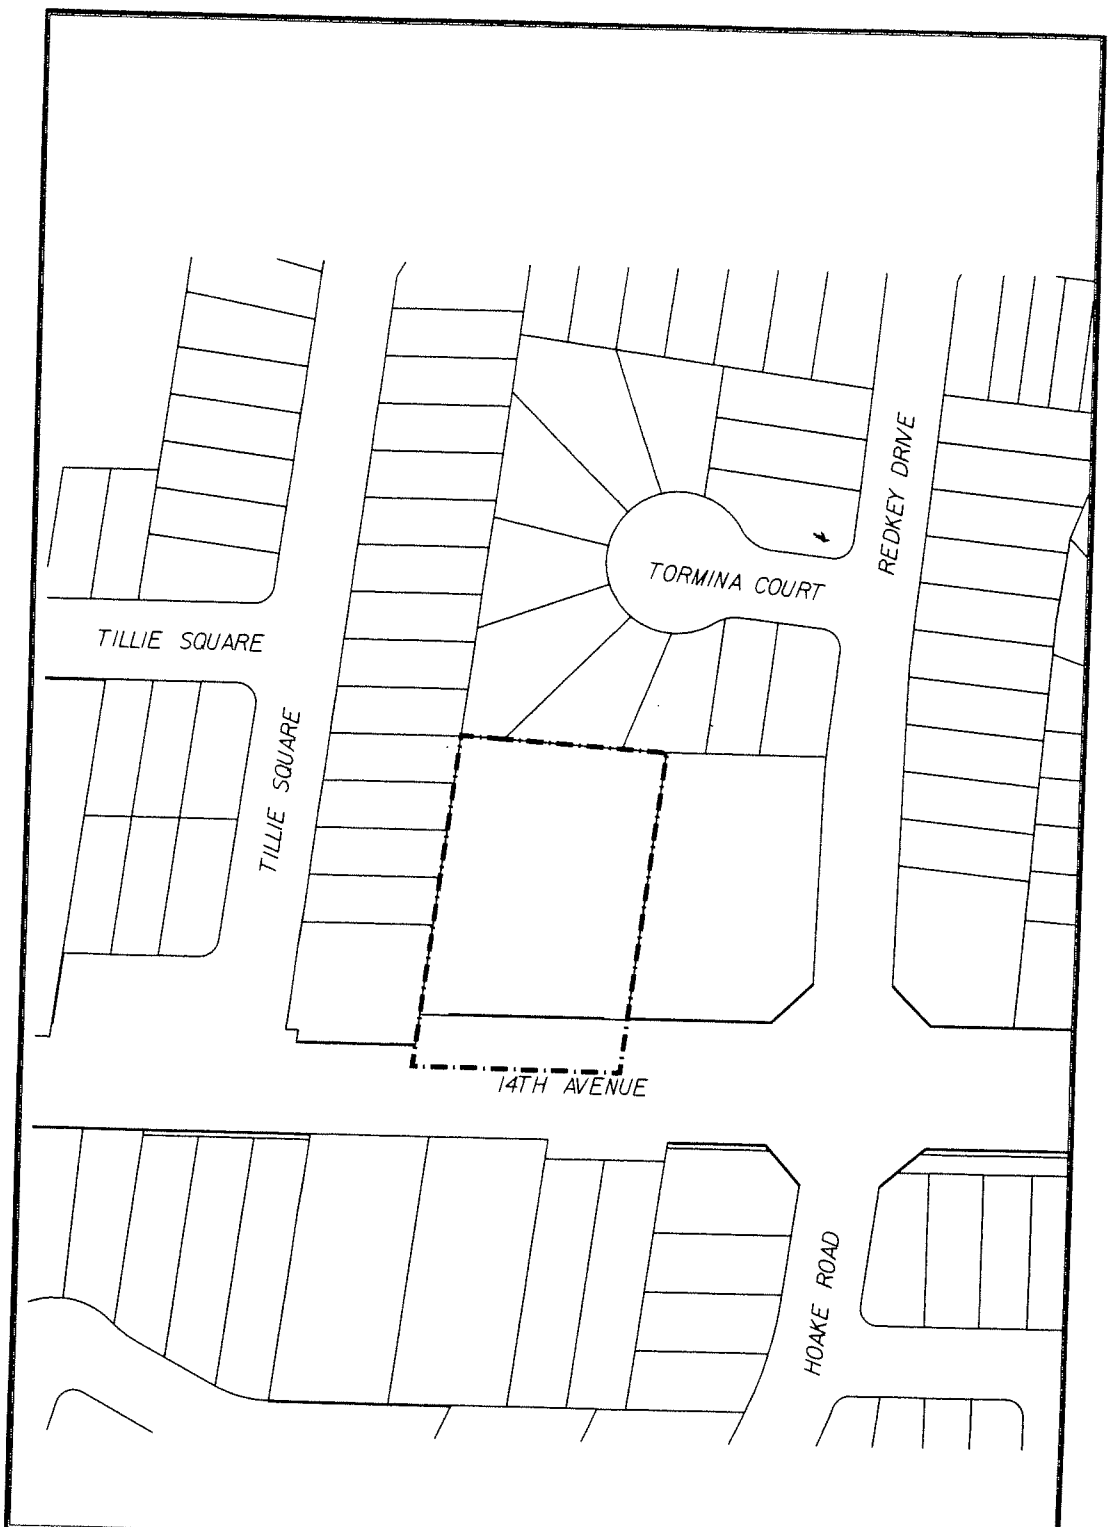 REDKEY DRIVE
TORMINA COURT
TILLIE SQUARE
TILLIE SQUARE
14TH AVENUE
HOAKE ROAD